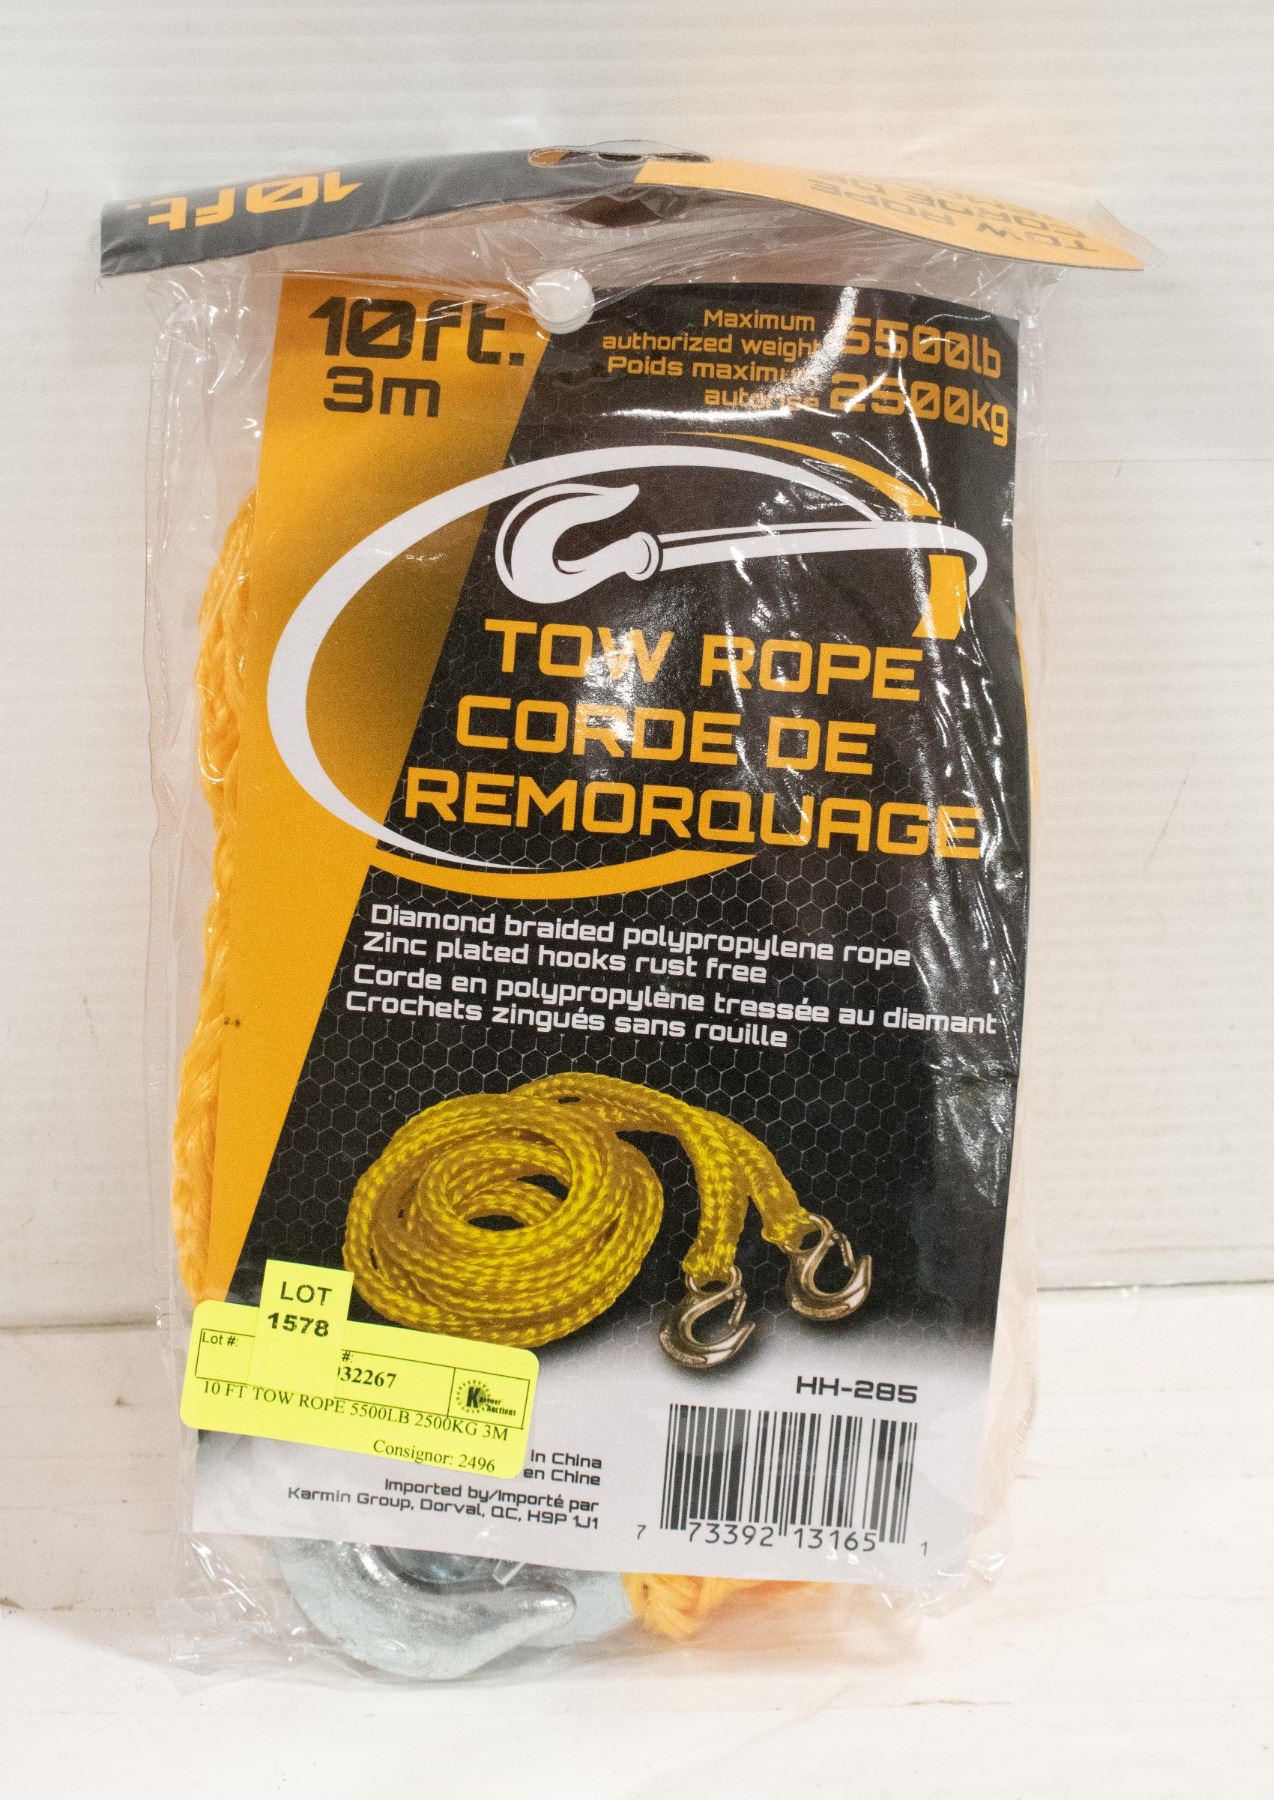 10ft.
TOW ROPE
CORDE DE
10ft.
3m
Maximum
authorized weight
Poids maximum
autorisé
5500lb
2500kg
TOW ROPE
CORDE DE
REMORQUAGE
Diamond braided polypropylene rope
Zinc plated hooks rust free
Corde en polypropylène tressée au diamant
Crochets zingués sans rouille
LOT
1578
Lot #:
#:
32267
Karmer
Auctions
10 FT TOW ROPE 5500LB 2500KG 3M
Consignor: 2496
HH-285
in China
en Chine
Imported by/Importé par
Karmin Group, Dorval, QC, H9P 1J1
7 73392 13165 1